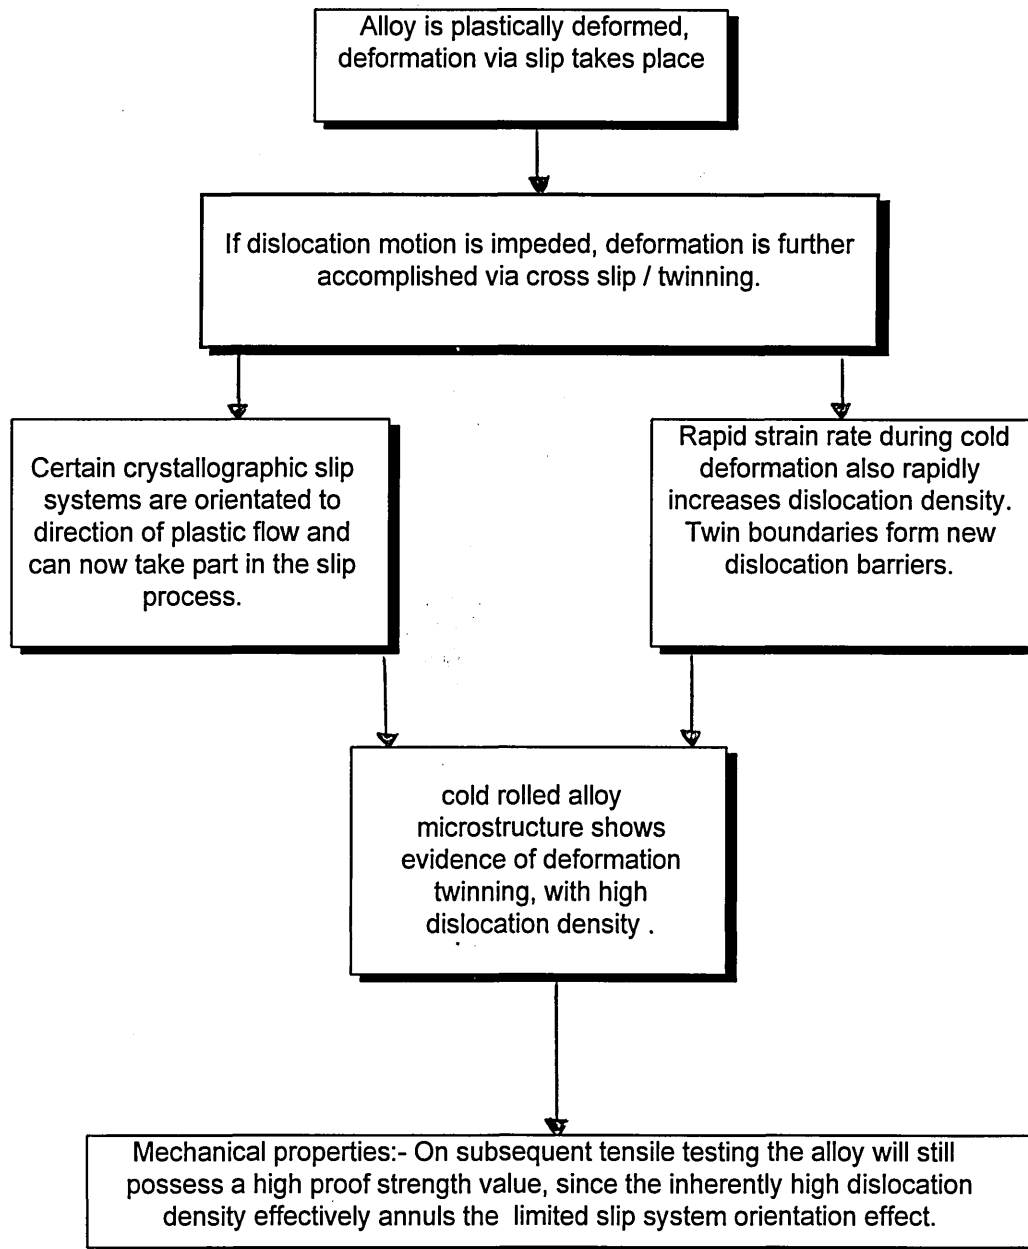 Alloy is plastically deformed,
deformation via slip takes place
If dislocation motion is impeded, deformation is further
accomplished via cross slip / twinning.
Certain crystallographic slip
systems are orientated to
direction of plastic flow and
can now take part in the slip
process.
Rapid strain rate during cold
deformation also rapidly
increases dislocation density.
Twin boundaries form new
dislocation barriers.
cold rolled alloy
microstructure shows
evidence of deformation
twinning, with high
dislocation density .
Mechanical properties:- On subsequent tensile testing the alloy will still
possess a high proof strength value, since the inherently high dislocation
density effectively annuls the limited slip system orientation effect.